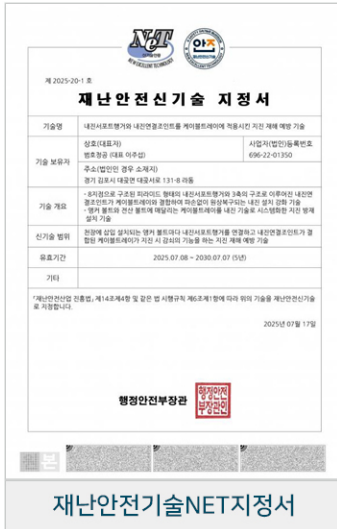 NET
NEW EXCELLENT TECHNOLOGY
안전
제 2025-20-1 호
재난안전신기술 지정서
기술명
내진서포트행거와 내진연결조인트를 케이블트레이에 적용시킨 지진 재해 예방 기술
기술 보유자
상호(대표자)
사업자(법인)등록번호
범호정공 (대표 이주섭)
696-22-01350
주소(법인인 경우 소재지)
경기 김포시 대곶면 대곶서로 131-8 라동
기술 개요
- 8지점으로 구조된 피라미드 형태의 내진서포트행거와 3축의 구조로 이루어진 내진연
결조인트가 케이블트레이와 결합하여 파손없이 원상복구되는 내진 설치 강화 기술
- 앵커 볼트와 전산 볼트에 매달리는 케이블트레이를 내진 기술로 시스템화한 지진 방재
설치 기술
신기술 범위
천장에 삽입 설치되는 앵커 볼트마다 내진서포트행거를 연결하고 내진연결조인트가 결
합된 케이블트레이가 지진 시 감쇠의 기능을 하는 지진 재해 예방 기술
유효기간
2025.07.08 ~ 2030.07.07 (5년)
기타
「재난안전산업 진흥법」제14조제4항 및 같은 법 시행규칙 제6조제1항에 따라 위의 기술을 재난안전신기술
로 지정합니다.
2025년 07월 17일
행정안전부장관
행정안전
부장관인
원본
재난안전기술NET지정서